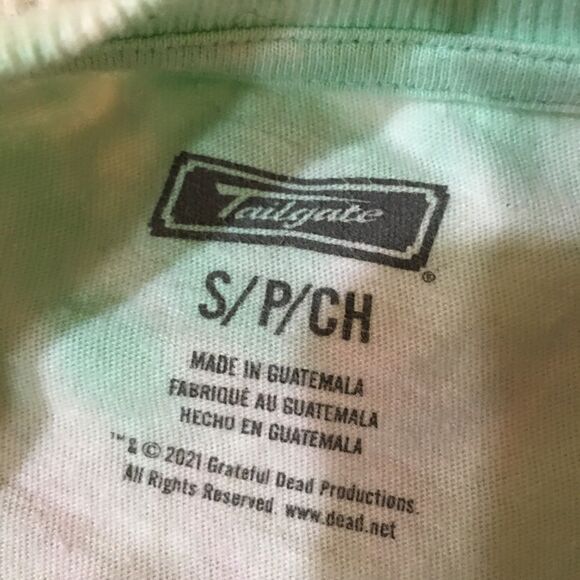 Tailgate
®
S/P/CH
MADE IN GUATEMALA
FABRIQUÉ AU GUATEMALA
HECHO EN GUATEMALA
™ & © 2021 Grateful Dead Productions.
All Rights Reserved. www.dead.net